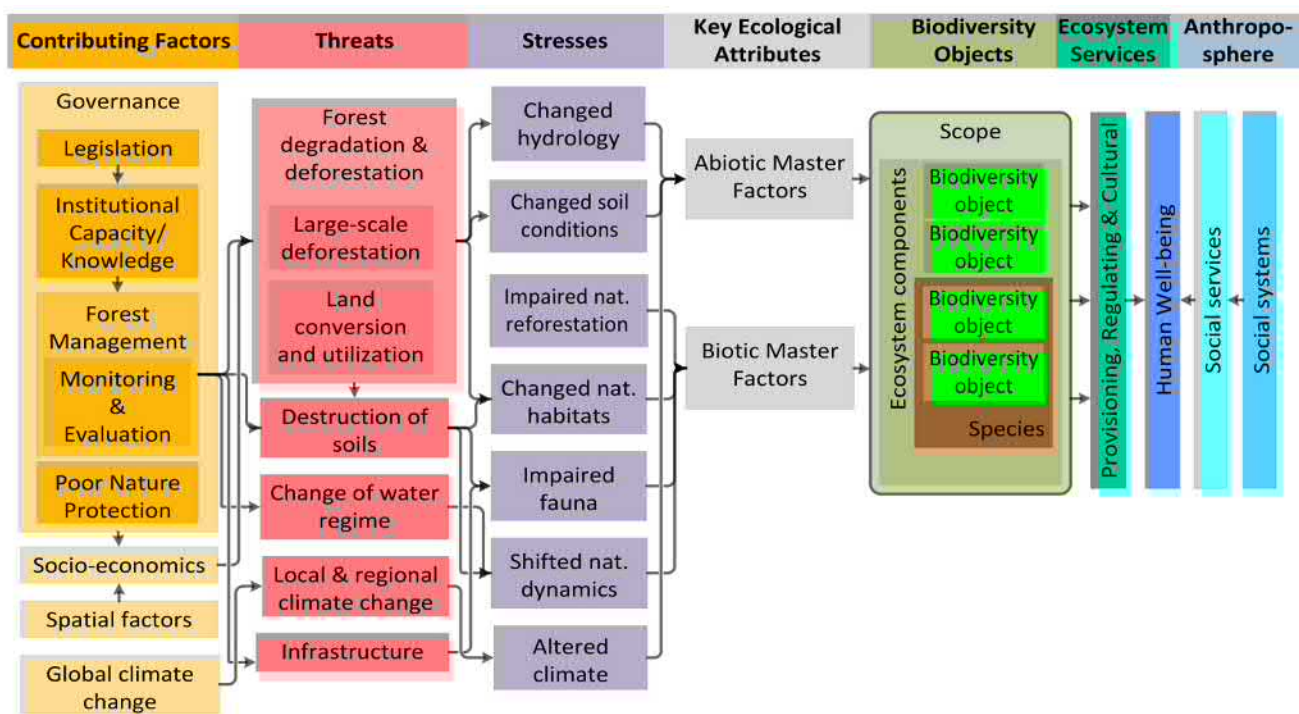 Contributing Factors
Threats
Stresses
Key Ecological
Attributes
Biodiversity
Objects
Ecosystem
Services
Anthropo-
sphere
Governance
Legislation
Institutional
Capacity/
Knowledge
Forest
Management
Monitoring
&
Evaluation
Poor Nature
Protection
Socio-economics
Spatial factors
Global climate
change
Forest
degradation &
deforestation
Large-scale
deforestation
Land
conversion
and utilization
Destruction of
soils
Change of water
regime
Local & regional
climate change
Infrastructure
Changed
hydrology
Changed soil
conditions
Impaired nat.
reforestation
Changed nat.
habitats
Impaired
fauna
Shifted nat.
dynamics
Altered
climate
Abiotic Master
Factors
Biotic Master
Factors
Scope
Ecosystem components
Biodiversity
object
Biodiversity
object
Biodiversity
object
Biodiversity
object
Species
Provisioning, Regulating & Cultural
Human Well-being
Social services
Social systems